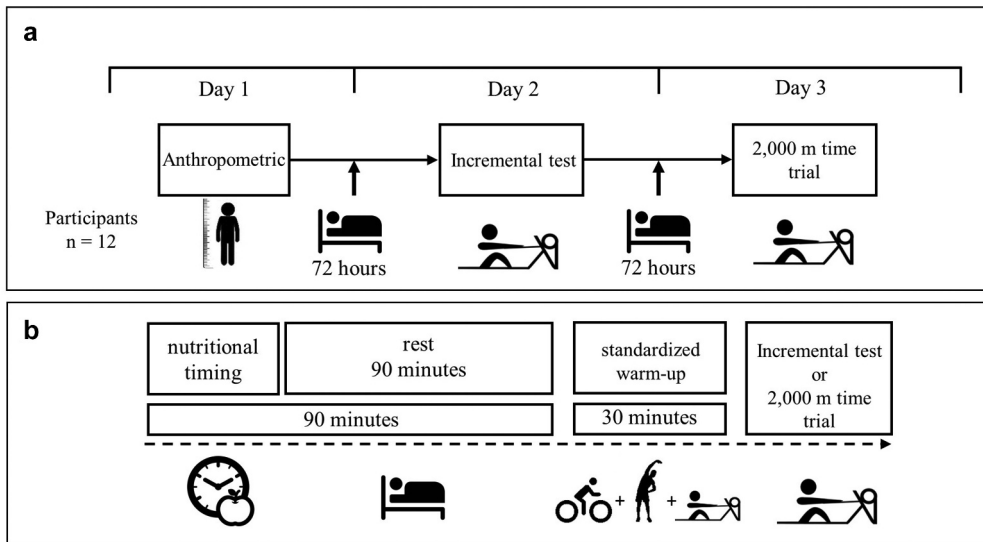 a
Day 1
Day 2
Day 3
Anthropometric
Incremental test
2,000 m time
trial
Participants
n = 12
72 hours
72 hours
b
nutritional
timing
rest
90 minutes
standardized
warm-up
Incremental test
or
2,000 m time
trial
90 minutes
30 minutes
+
+